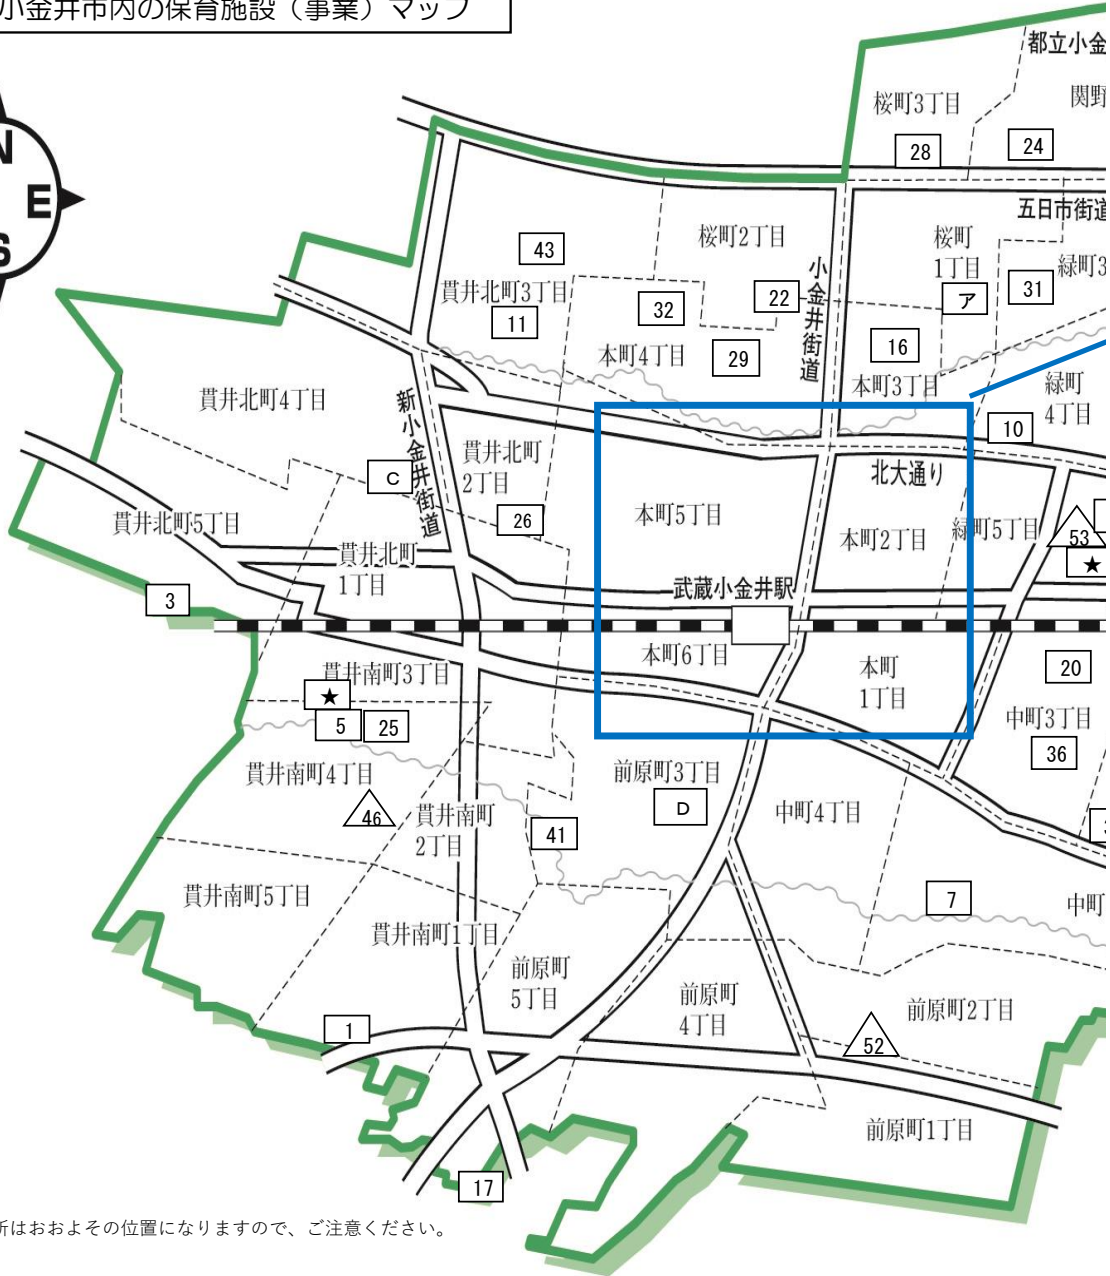 小金井市内の保育施設（事業）マップ
N
E
S
都立小金
桜町3丁目
関野
28
24
五日市街道
桜町2丁目
桜町
1丁目
緑町3
43
小金井街道
貫井北町3丁目
22
ア
31
32
11
16
本町4丁目
29
本町3丁目
緑町
4丁目
貫井北町4丁目
新小金井街道
10
貫井北町
2丁目
C
北大通り
26
本町5丁目
貫井北町5丁目
本町2丁目
緑町5丁目
53
貫井北町
1丁目
★
武蔵小金井駅
3
本町6丁目
本町
1丁目
20
貫井南町3丁目
★
5
25
中町3丁目
36
貫井南町4丁目
前原町3丁目
D
46
貫井南町
2丁目
41
中町4丁目
貫井南町5丁目
7
中町
貫井南町1丁目
前原町
5丁目
前原町
4丁目
前原町2丁目
1
52
前原町1丁目
17
所はおおよその位置になりますので、ご注意ください。